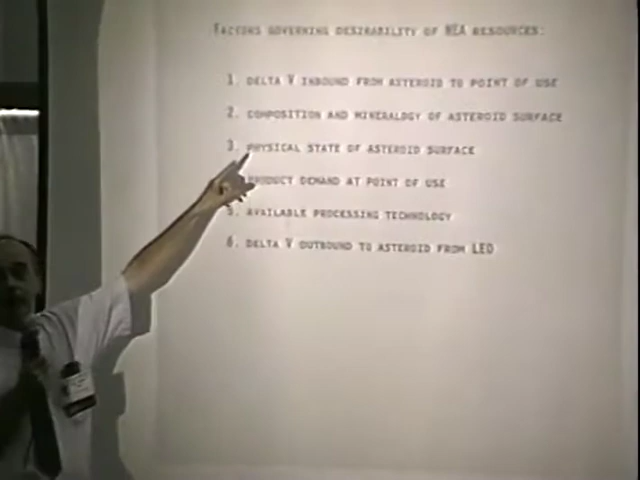 FACTORS GOVERNING DESIRABILITY OF NEA RESOURCES:
1. DELTA V INBOUND FROM ASTEROID TO POINT OF USE
2. COMPOSITION AND MINERALOGY OF ASTEROID SURFACE
3. PHYSICAL STATE OF ASTEROID SURFACE
PRODUCT DEMAND AT POINT OF USE
5. AVAILABLE PROCESSING TECHNOLOGY
6. DELTA V OUTBOUND TO ASTEROID FROM LEO